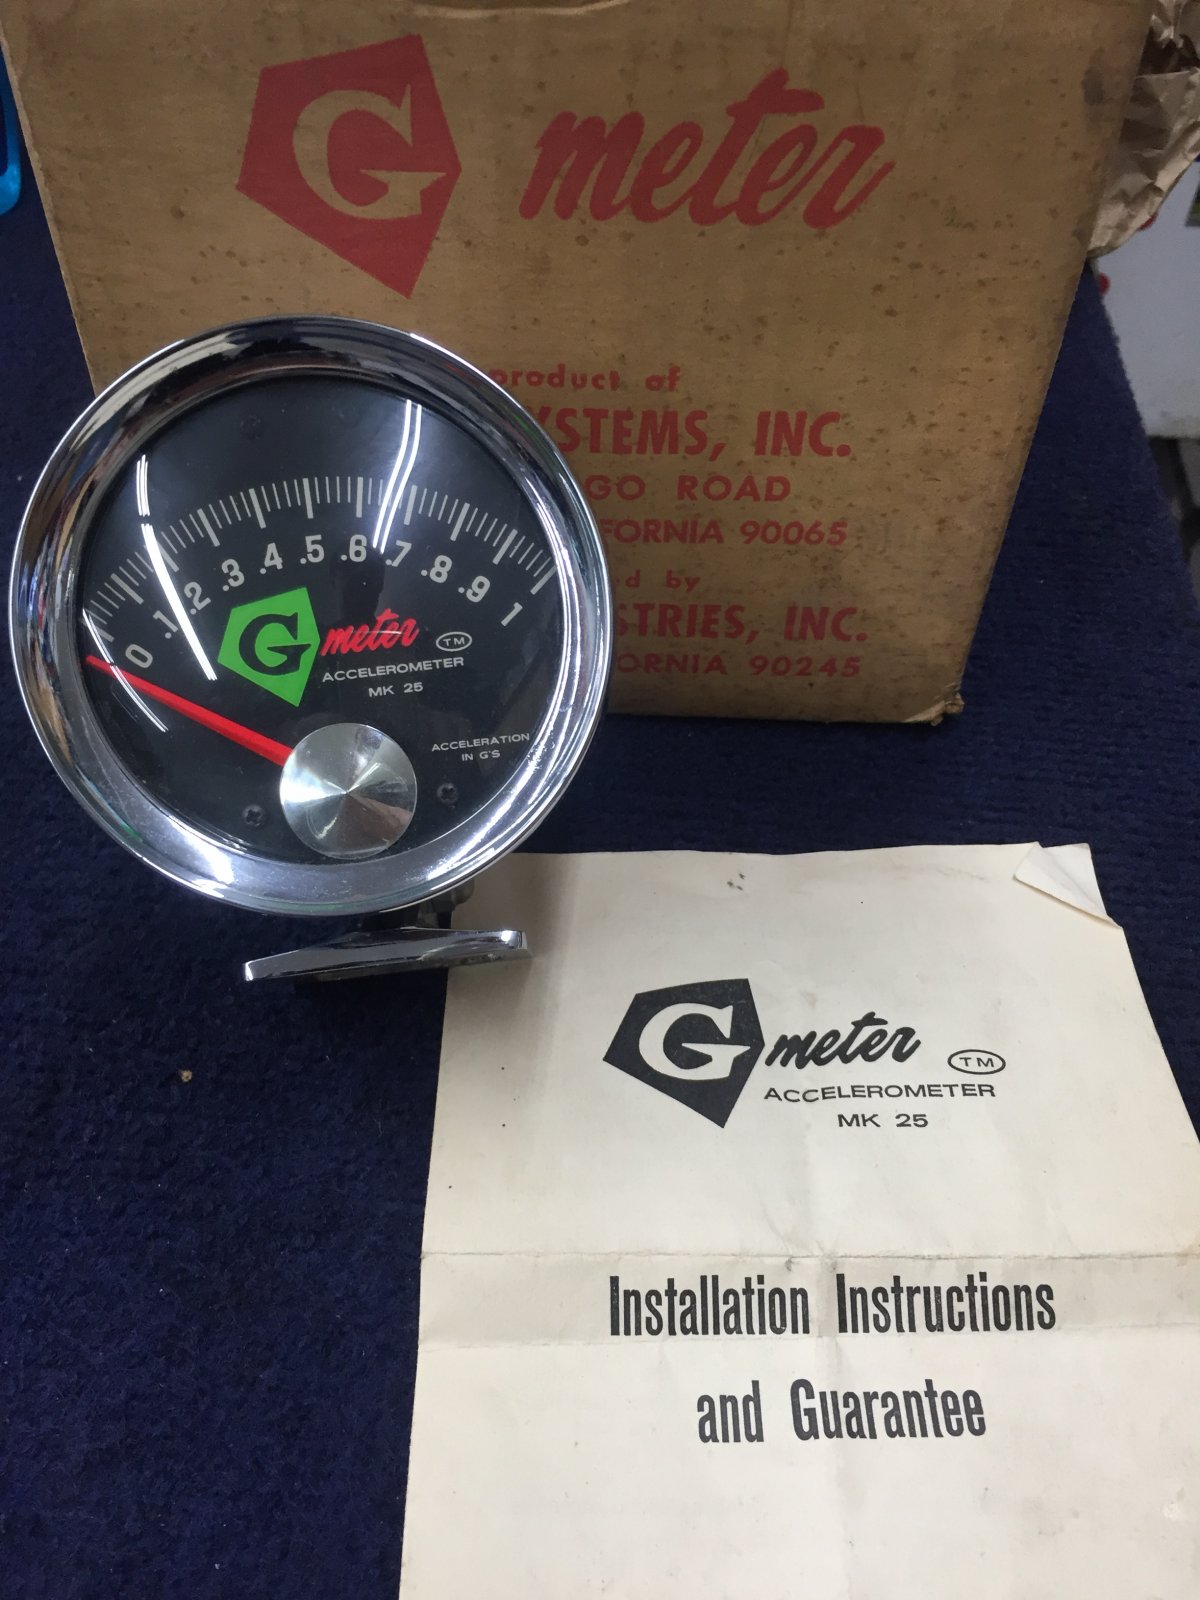 G meter
product of
SYSTEMS, INC.
GO ROAD
FORNIA 90065
by
STRIES, INC.
ORNIA 90245
0 .1 .2 .3 .4 .5 .6 .7 .8 .9 1
G meter TM
ACCELEROMETER
MK 25
ACCELERATION
IN G'S
G meter TM
ACCELEROMETER
MK 25
Installation Instructions
and Guarantee